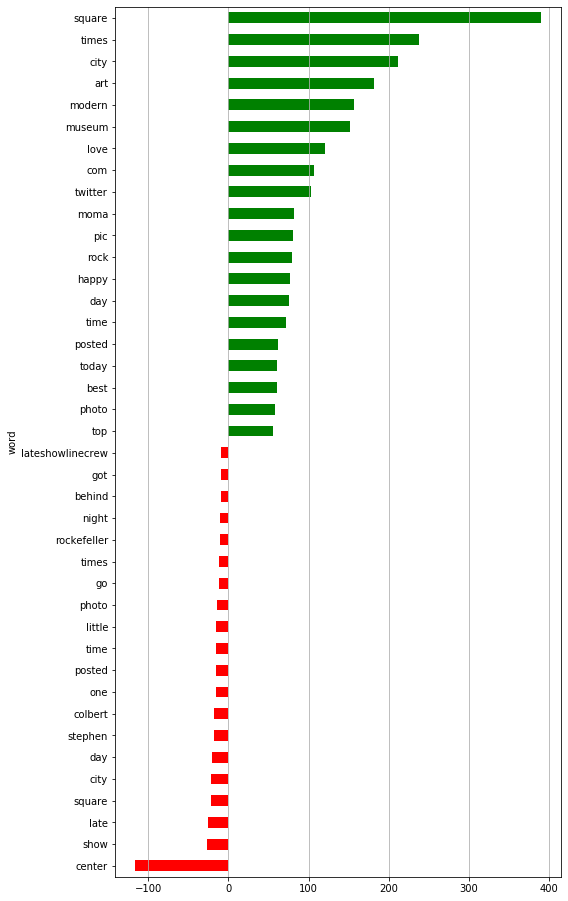 square
times
city
art
modern
museum
love
com
twitter
moma
pic
rock
happy
day
time
posted
today
best
photo
top
word
lateshowlinecrew
got
behind
night
rockefeller
times
go
photo
little
time
posted
one
colbert
stephen
day
city
square
late
show
center
−100 0 100 200 300 400